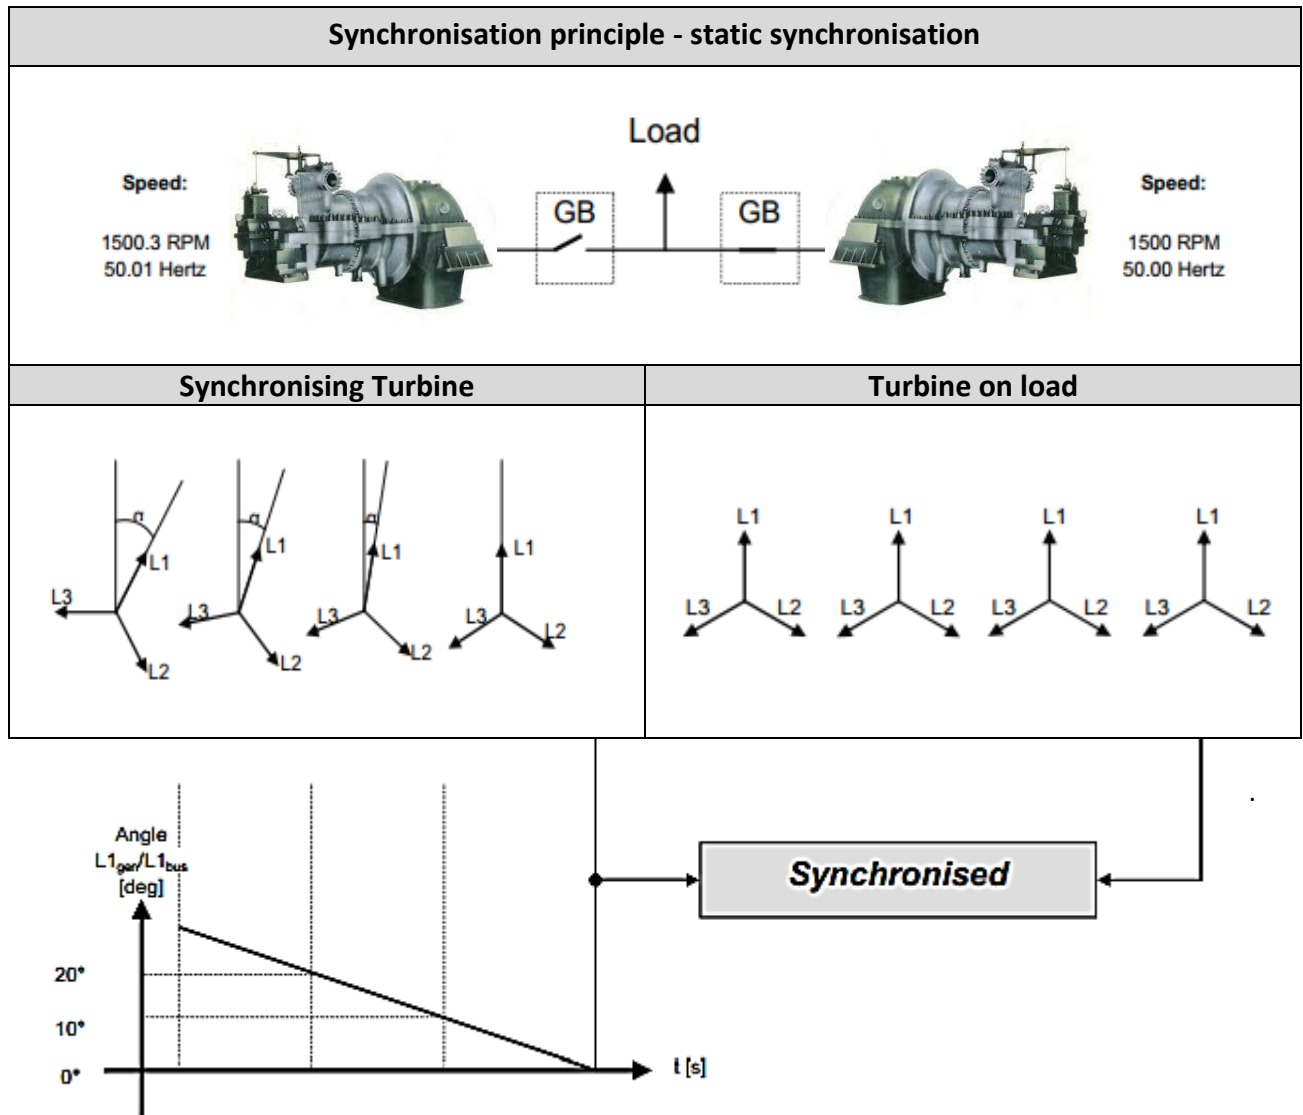 Synchronisation principle - static synchronisation
Load
Speed:
GB
GB
Speed:
1500.3 RPM
50.01 Hertz
1500 RPM
50.00 Hertz
Synchronising Turbine
Turbine on load
α
α
α
L1
L1
L1
L1
L3
L3
L3
L3
L2
L2
L2
L2
L1
L1
L1
L1
L3
L2
L3
L2
L3
L2
L3
L2
Angle
L1gen/L1bus
[deg]
Synchronised
20°
10°
0°
t [s]